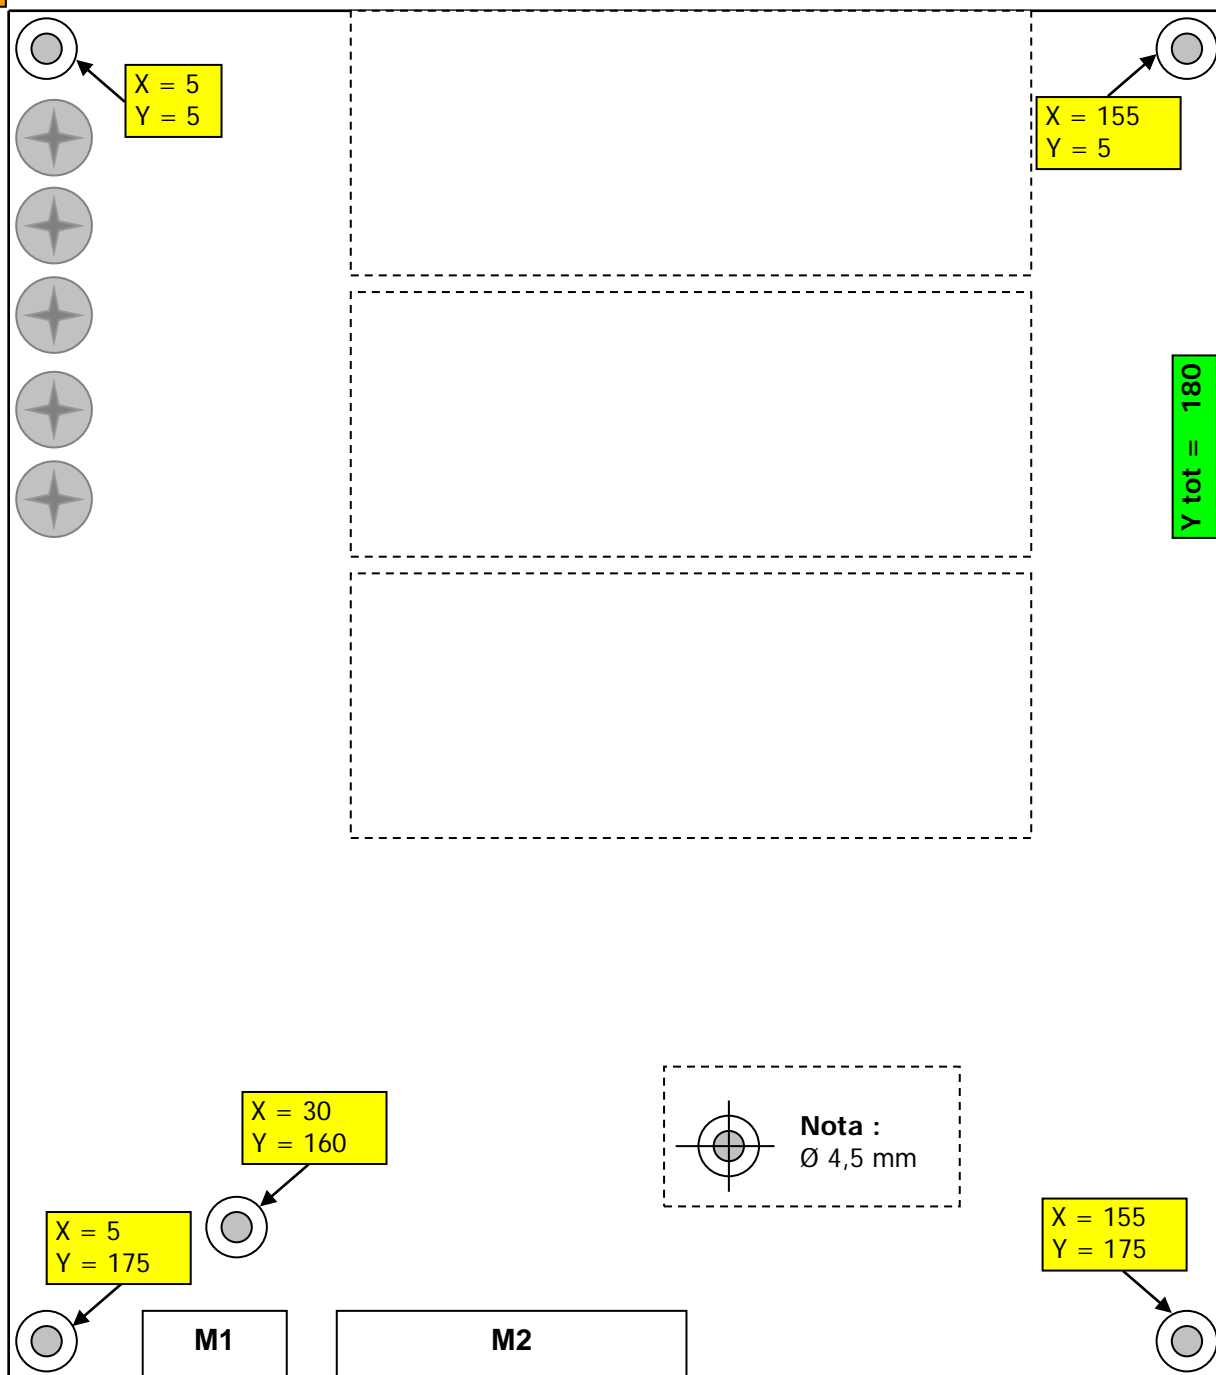 X = 5
Y = 5
X = 155
Y = 5
Y tot = 180
X = 30
Y = 160
Nota :
Ø 4,5 mm
X = 5
Y = 175
X = 155
Y = 175
M1
M2